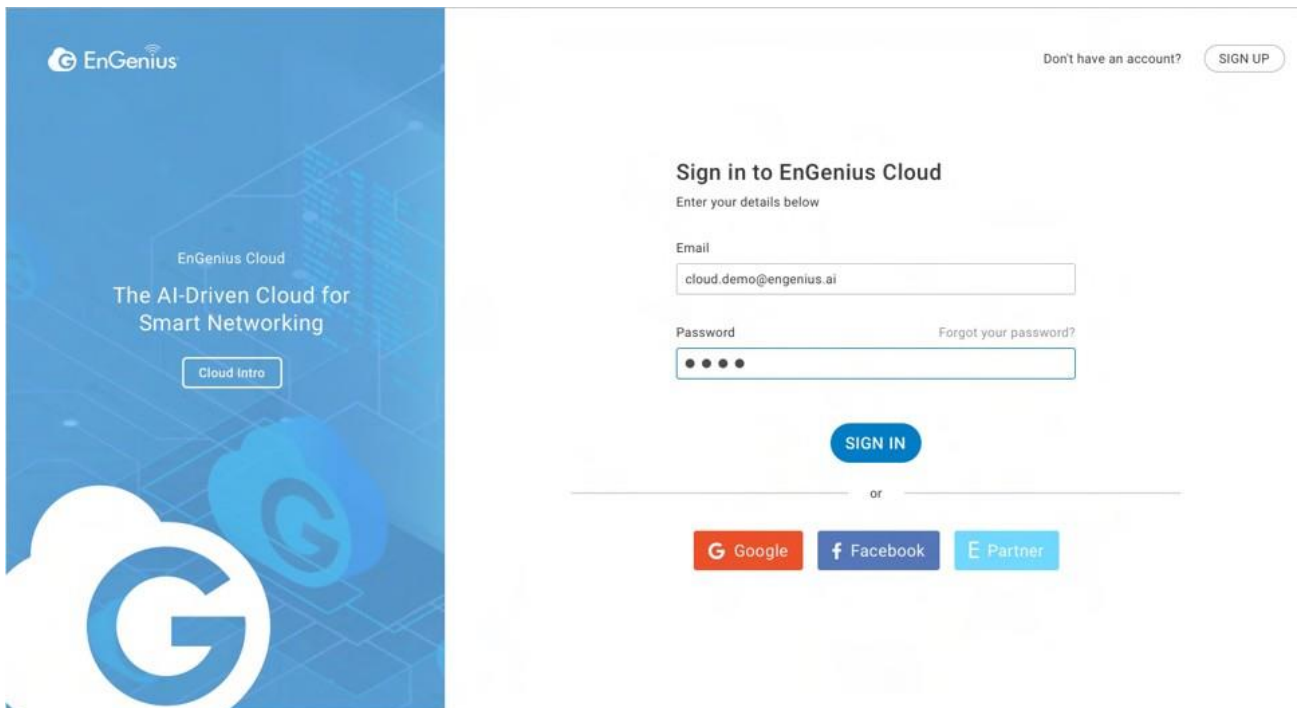 EnGenius
Don't have an account? SIGN UP
EnGenius Cloud
The AI-Driven Cloud for
Smart Networking
Cloud Intro
Sign in to EnGenius Cloud
Enter your details below
Email
cloud.demo@engenius.ai
Password Forgot your password?
SIGN IN
or
G Google
f Facebook
E Partner